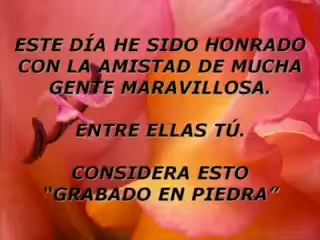 ESTE DÍA HE SIDO HONRADO
CON LA AMISTAD DE MUCHA
GENTE MARAVILLOSA.
ENTRE ELLAS TÚ.
CONSIDERA ESTO
"GRABADO EN PIEDRA"